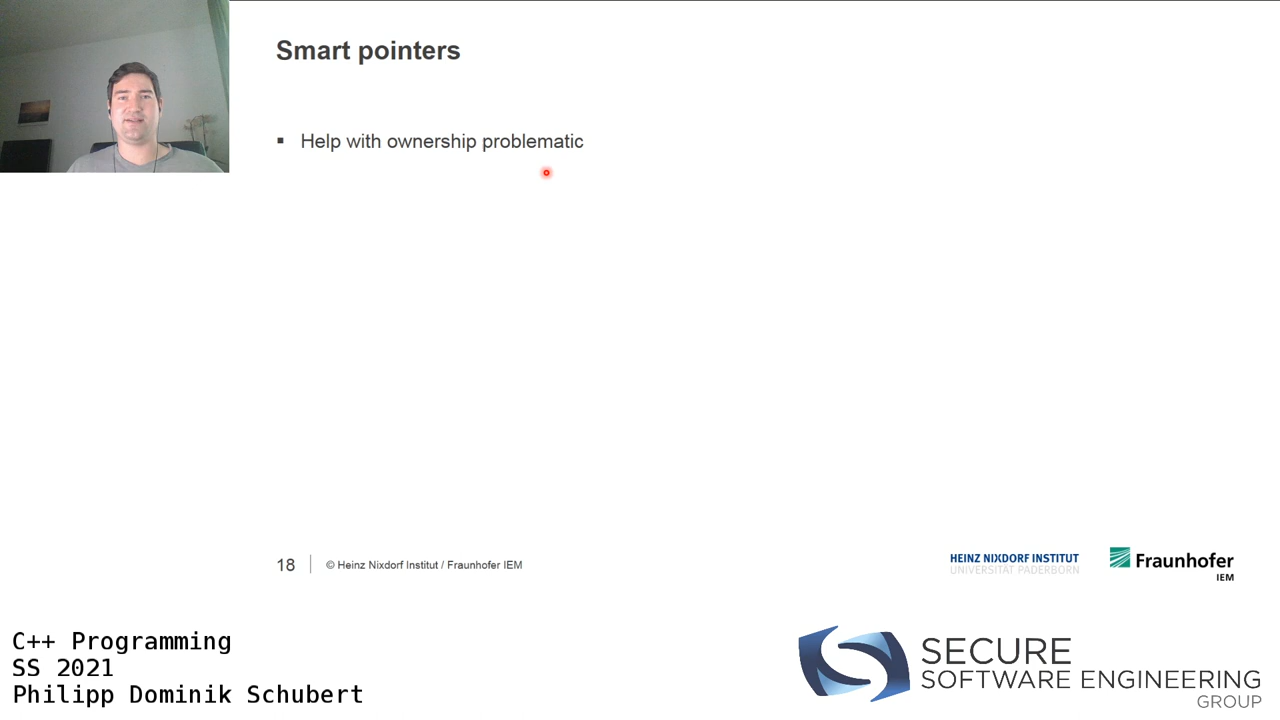 Smart pointers
▪ Help with ownership problematic
18 | © Heinz Nixdorf Institut / Fraunhofer IEM
HEINZ NIXDORF INSTITUT
UNIVERSITÄT PADERBORN
Fraunhofer
IEM
C++ Programming
SS 2021
Philipp Dominik Schubert
SECURE
SOFTWARE ENGINEERING
GROUP